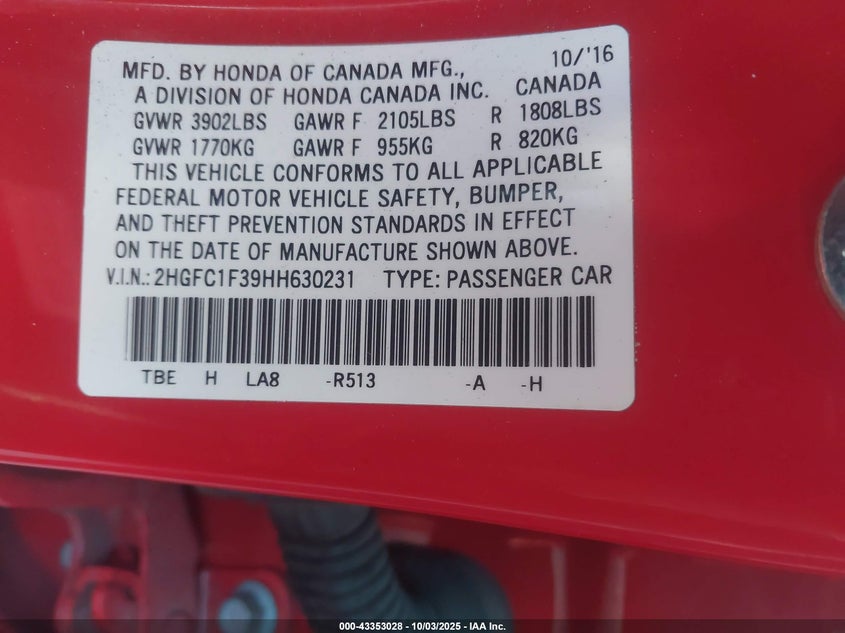 MFD. BY HONDA OF CANADA MFG., 10/'16
A DIVISION OF HONDA CANADA INC. CANADA
GVWR 3902LBS GAWR F 2105LBS R 1808LBS
GVWR 1770KG GAWR F 955KG R 820KG
THIS VEHICLE CONFORMS TO ALL APPLICABLE
FEDERAL MOTOR VEHICLE SAFETY, BUMPER,
AND THEFT PREVENTION STANDARDS IN EFFECT
ON THE DATE OF MANUFACTURE SHOWN ABOVE.
V.I.N.: 2HGFC1F39HH630231 TYPE: PASSENGER CAR
TBE H LA8 -R513 -A -H
000-43353028 - 10/03/2025 - IAA Inc.